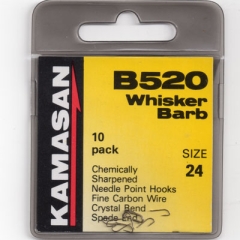 KAMASAN
B520
Whisker
Barb
10
pack
SIZE
24
Chemically
Sharpened
Needle Point Hooks
Fine Carbon Wire
Crystal Bend
Spade End